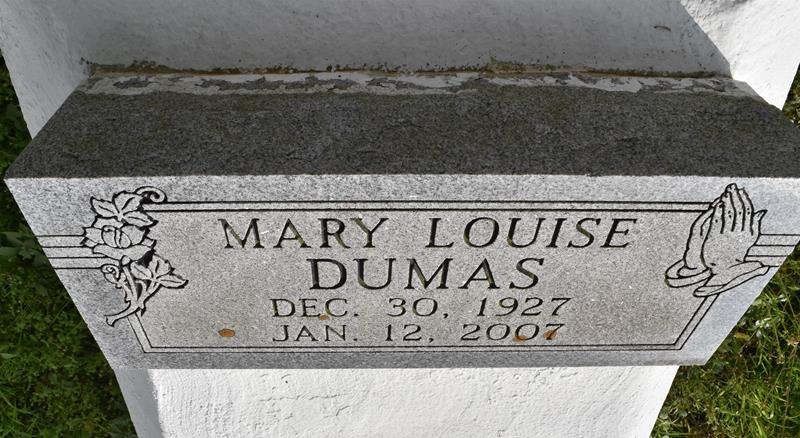 MARY LOUISE
DUMAS
DEC. 30, 1927
JAN. 12, 2007